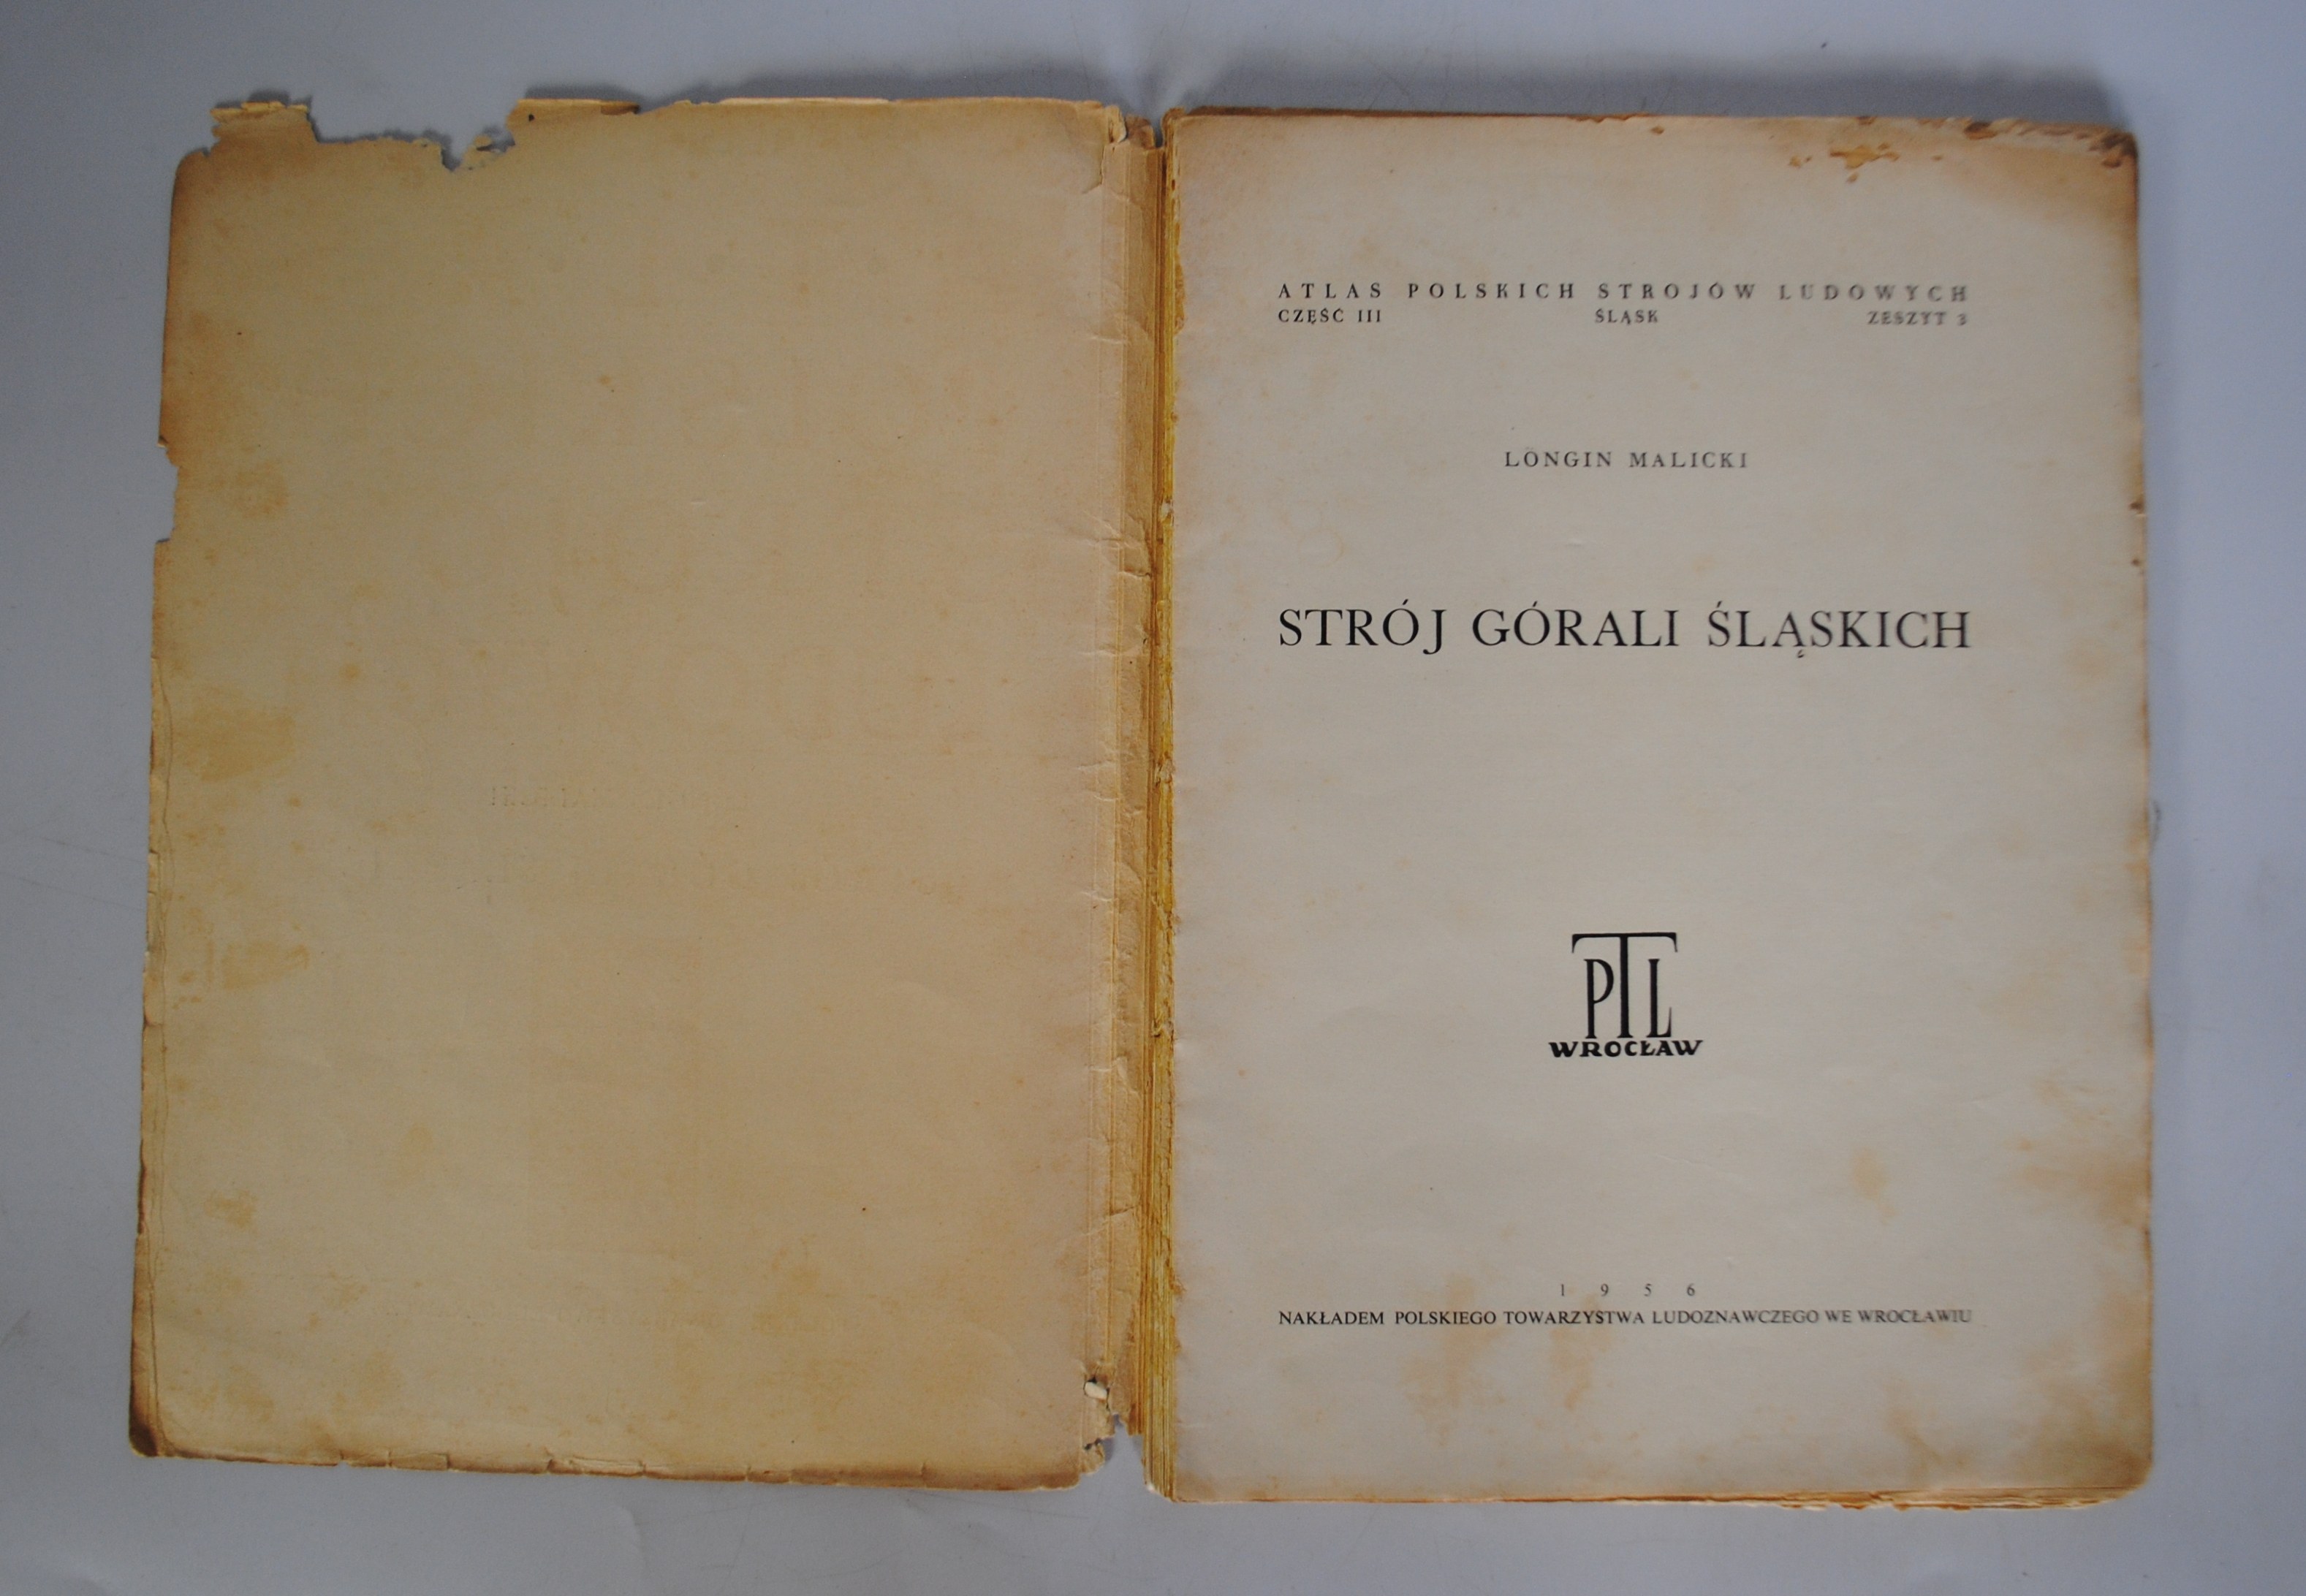 ATLAS POLSKICH STROJÓW LUDOWYCH
CZĘŚĆ III ŚLĄSK ZESZYT 3
LONGIN MALICKI
STRÓJ GÓRALI ŚLĄSKICH
PTL
WROCŁAW
1956
NAKŁADEM POLSKIEGO TOWARZYSTWA LUDOZNAWCZEGO WE WROCŁAWIU